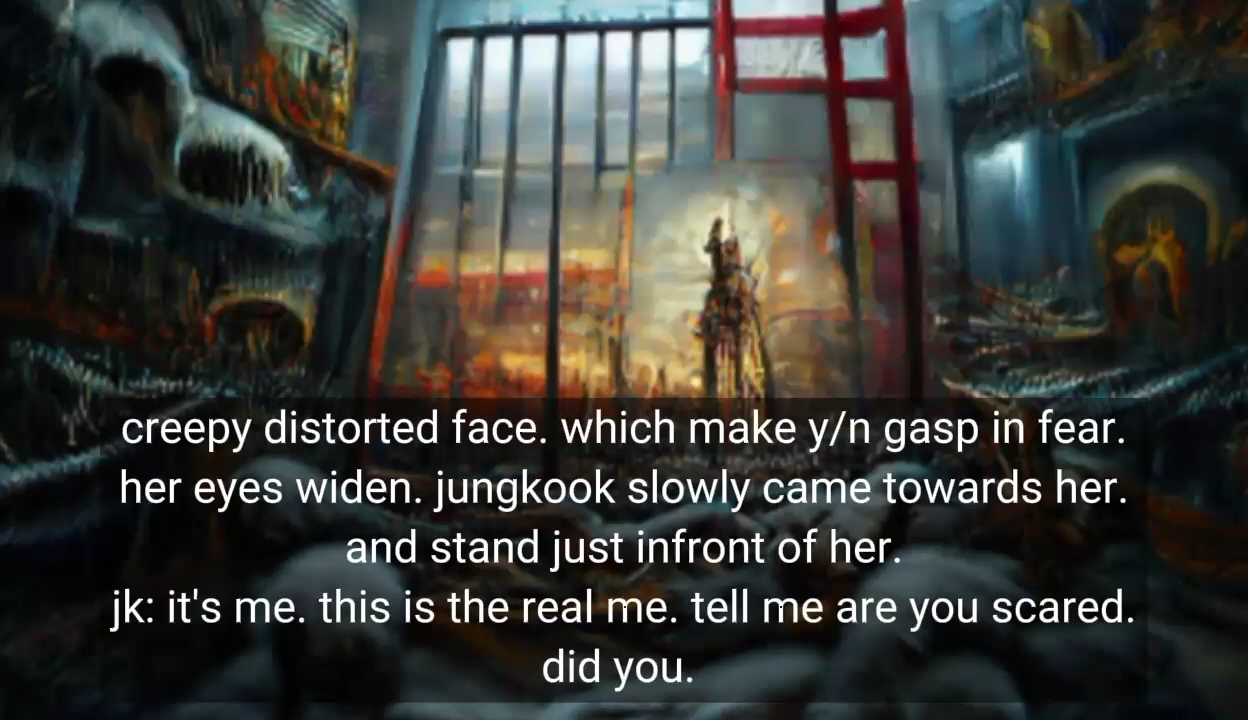 creepy distorted face. which make y/n gasp in fear.
her eyes widen. jungkook slowly came towards her.
and stand just infront of her.
jk: it's me. this is the real me. tell me are you scared.
did you.